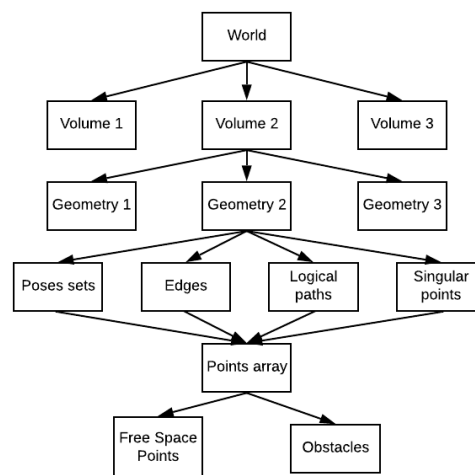 World
Volume 1
Volume 2
Volume 3
Geometry 1
Geometry 2
Geometry 3
Poses sets
Edges
Logical
paths
Singular
points
Points array
Free Space
Points
Obstacles